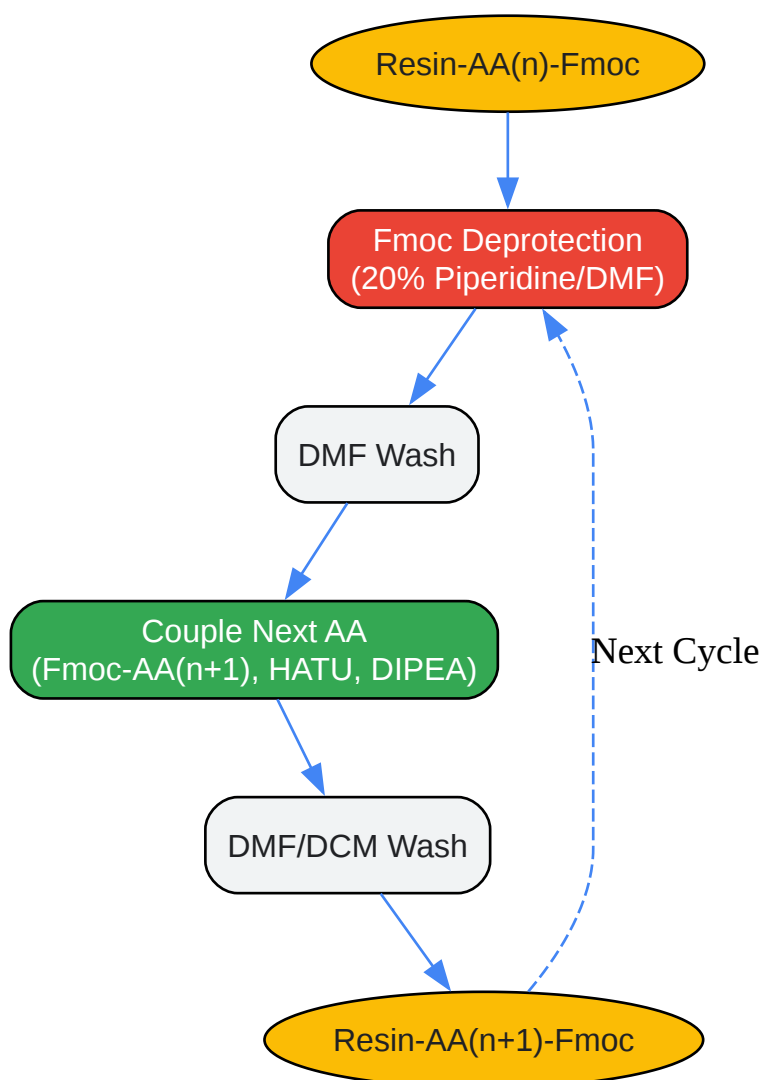 Resin-AA(n)-Fmoc
Fmoc Deprotection
(20% Piperidine/DMF)
DMF Wash
Couple Next AA
(Fmoc-AA(n+1), HATU, DIPEA)
Next Cycle
DMF/DCM Wash
Resin-AA(n+1)-Fmoc